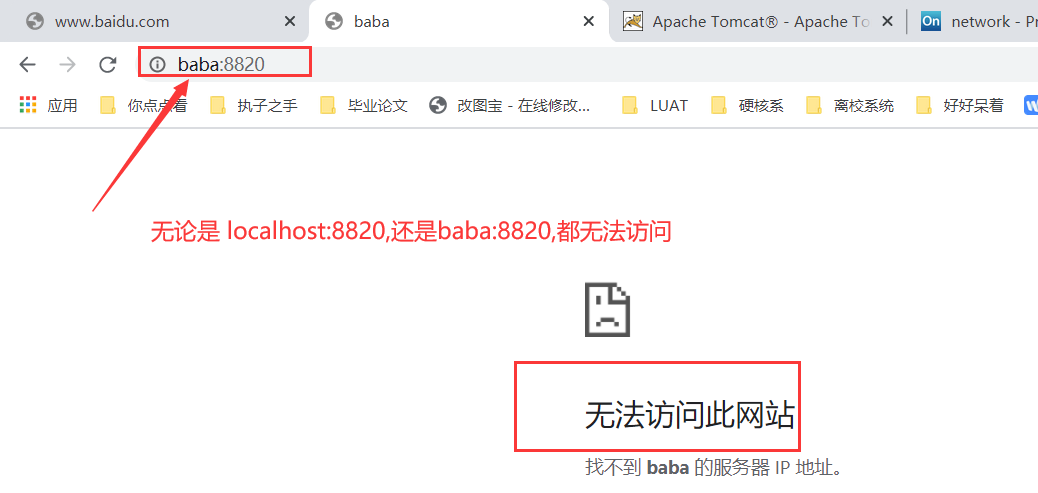 www.baidu.com baba Apache Tomcat® - Apache To On network - Pr
baba:8820
应用 你点点看 执子之手 毕业论文 改图宝 - 在线修改... LUAT 硬核系 离校系统 好好呆着 W
无论是 localhost:8820,还是baba:8820,都无法访问
无法访问此网站
找不到 baba 的服务器 IP 地址。